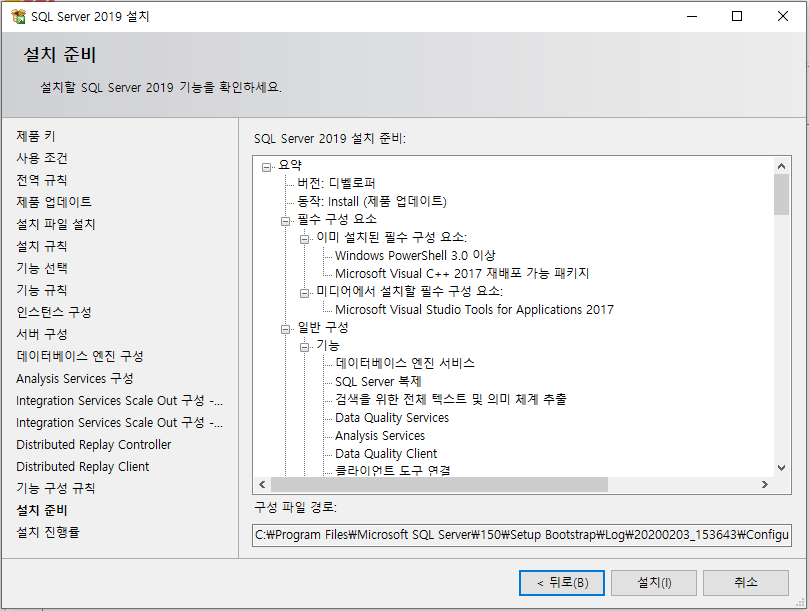 SQL Server 2019 설치
설치 준비
설치할 SQL Server 2019 기능을 확인하세요.
제품 키
사용 조건
전역 규칙
제품 업데이트
설치 파일 설치
설치 규칙
기능 선택
기능 규칙
인스턴스 구성
서버 구성
데이터베이스 엔진 구성
Analysis Services 구성
Integration Services Scale Out 구성 -...
Integration Services Scale Out 구성 -...
Distributed Replay Controller
Distributed Replay Client
기능 구성 규칙
설치 준비
설치 진행률
SQL Server 2019 설치 준비:
요약
버전: 디벨로퍼
동작: Install (제품 업데이트)
필수 구성 요소
이미 설치된 필수 구성 요소:
Windows PowerShell 3.0 이상
Microsoft Visual C++ 2017 재배포 가능 패키지
미디어에서 설치할 필수 구성 요소:
Microsoft Visual Studio Tools for Applications 2017
일반 구성
기능
데이터베이스 엔진 서비스
SQL Server 복제
검색을 위한 전체 텍스트 및 의미 체계 추출
Data Quality Services
Analysis Services
Data Quality Client
클라이언트 도구 연결
구성 파일 경로:
C:₩Program Files₩Microsoft SQL Server₩150₩Setup Bootstrap₩Log₩20200203_153643₩Configu
< 뒤로(B)
설치(I)
취소